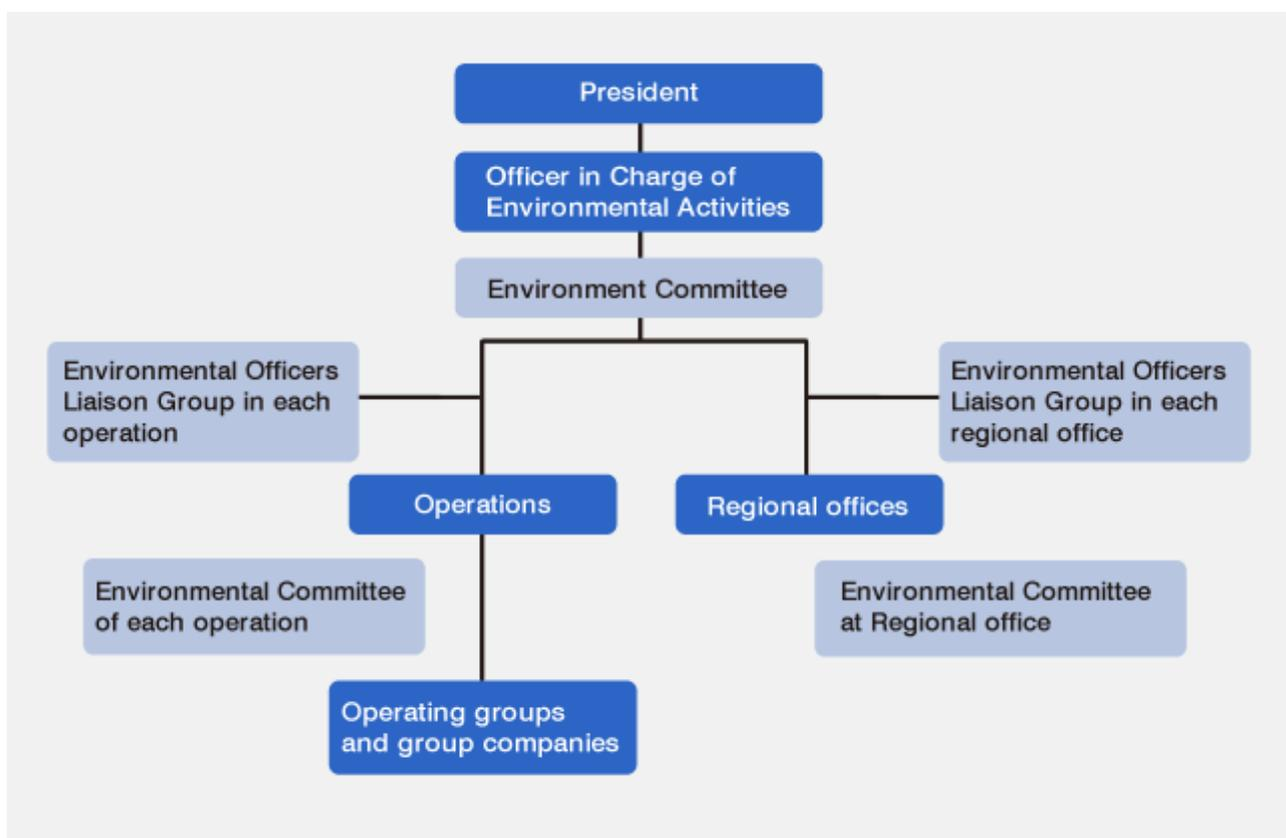 President
Officer in Charge of
Environmental Activities
Environment Committee
Environmental Officers
Liaison Group in each
operation
Environmental Officers
Liaison Group in each
regional office
Operations
Regional offices
Environmental Committee
of each operation
Environmental Committee
at Regional office
Operating groups
and group companies